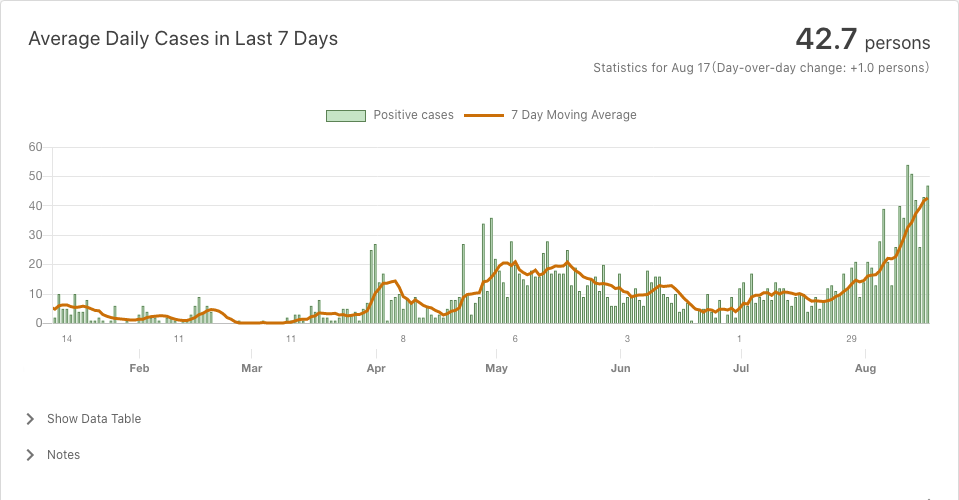 Average Daily Cases in Last 7 Days
42.7 persons
Statistics for Aug 17(Day-over-day change: +1.0 persons)
Positive cases 7 Day Moving Average
60
50
40
30
20
10
0
14 11 11 8 6 3 1 29
Feb Mar Apr May Jun Jul Aug
Show Data Table
Notes